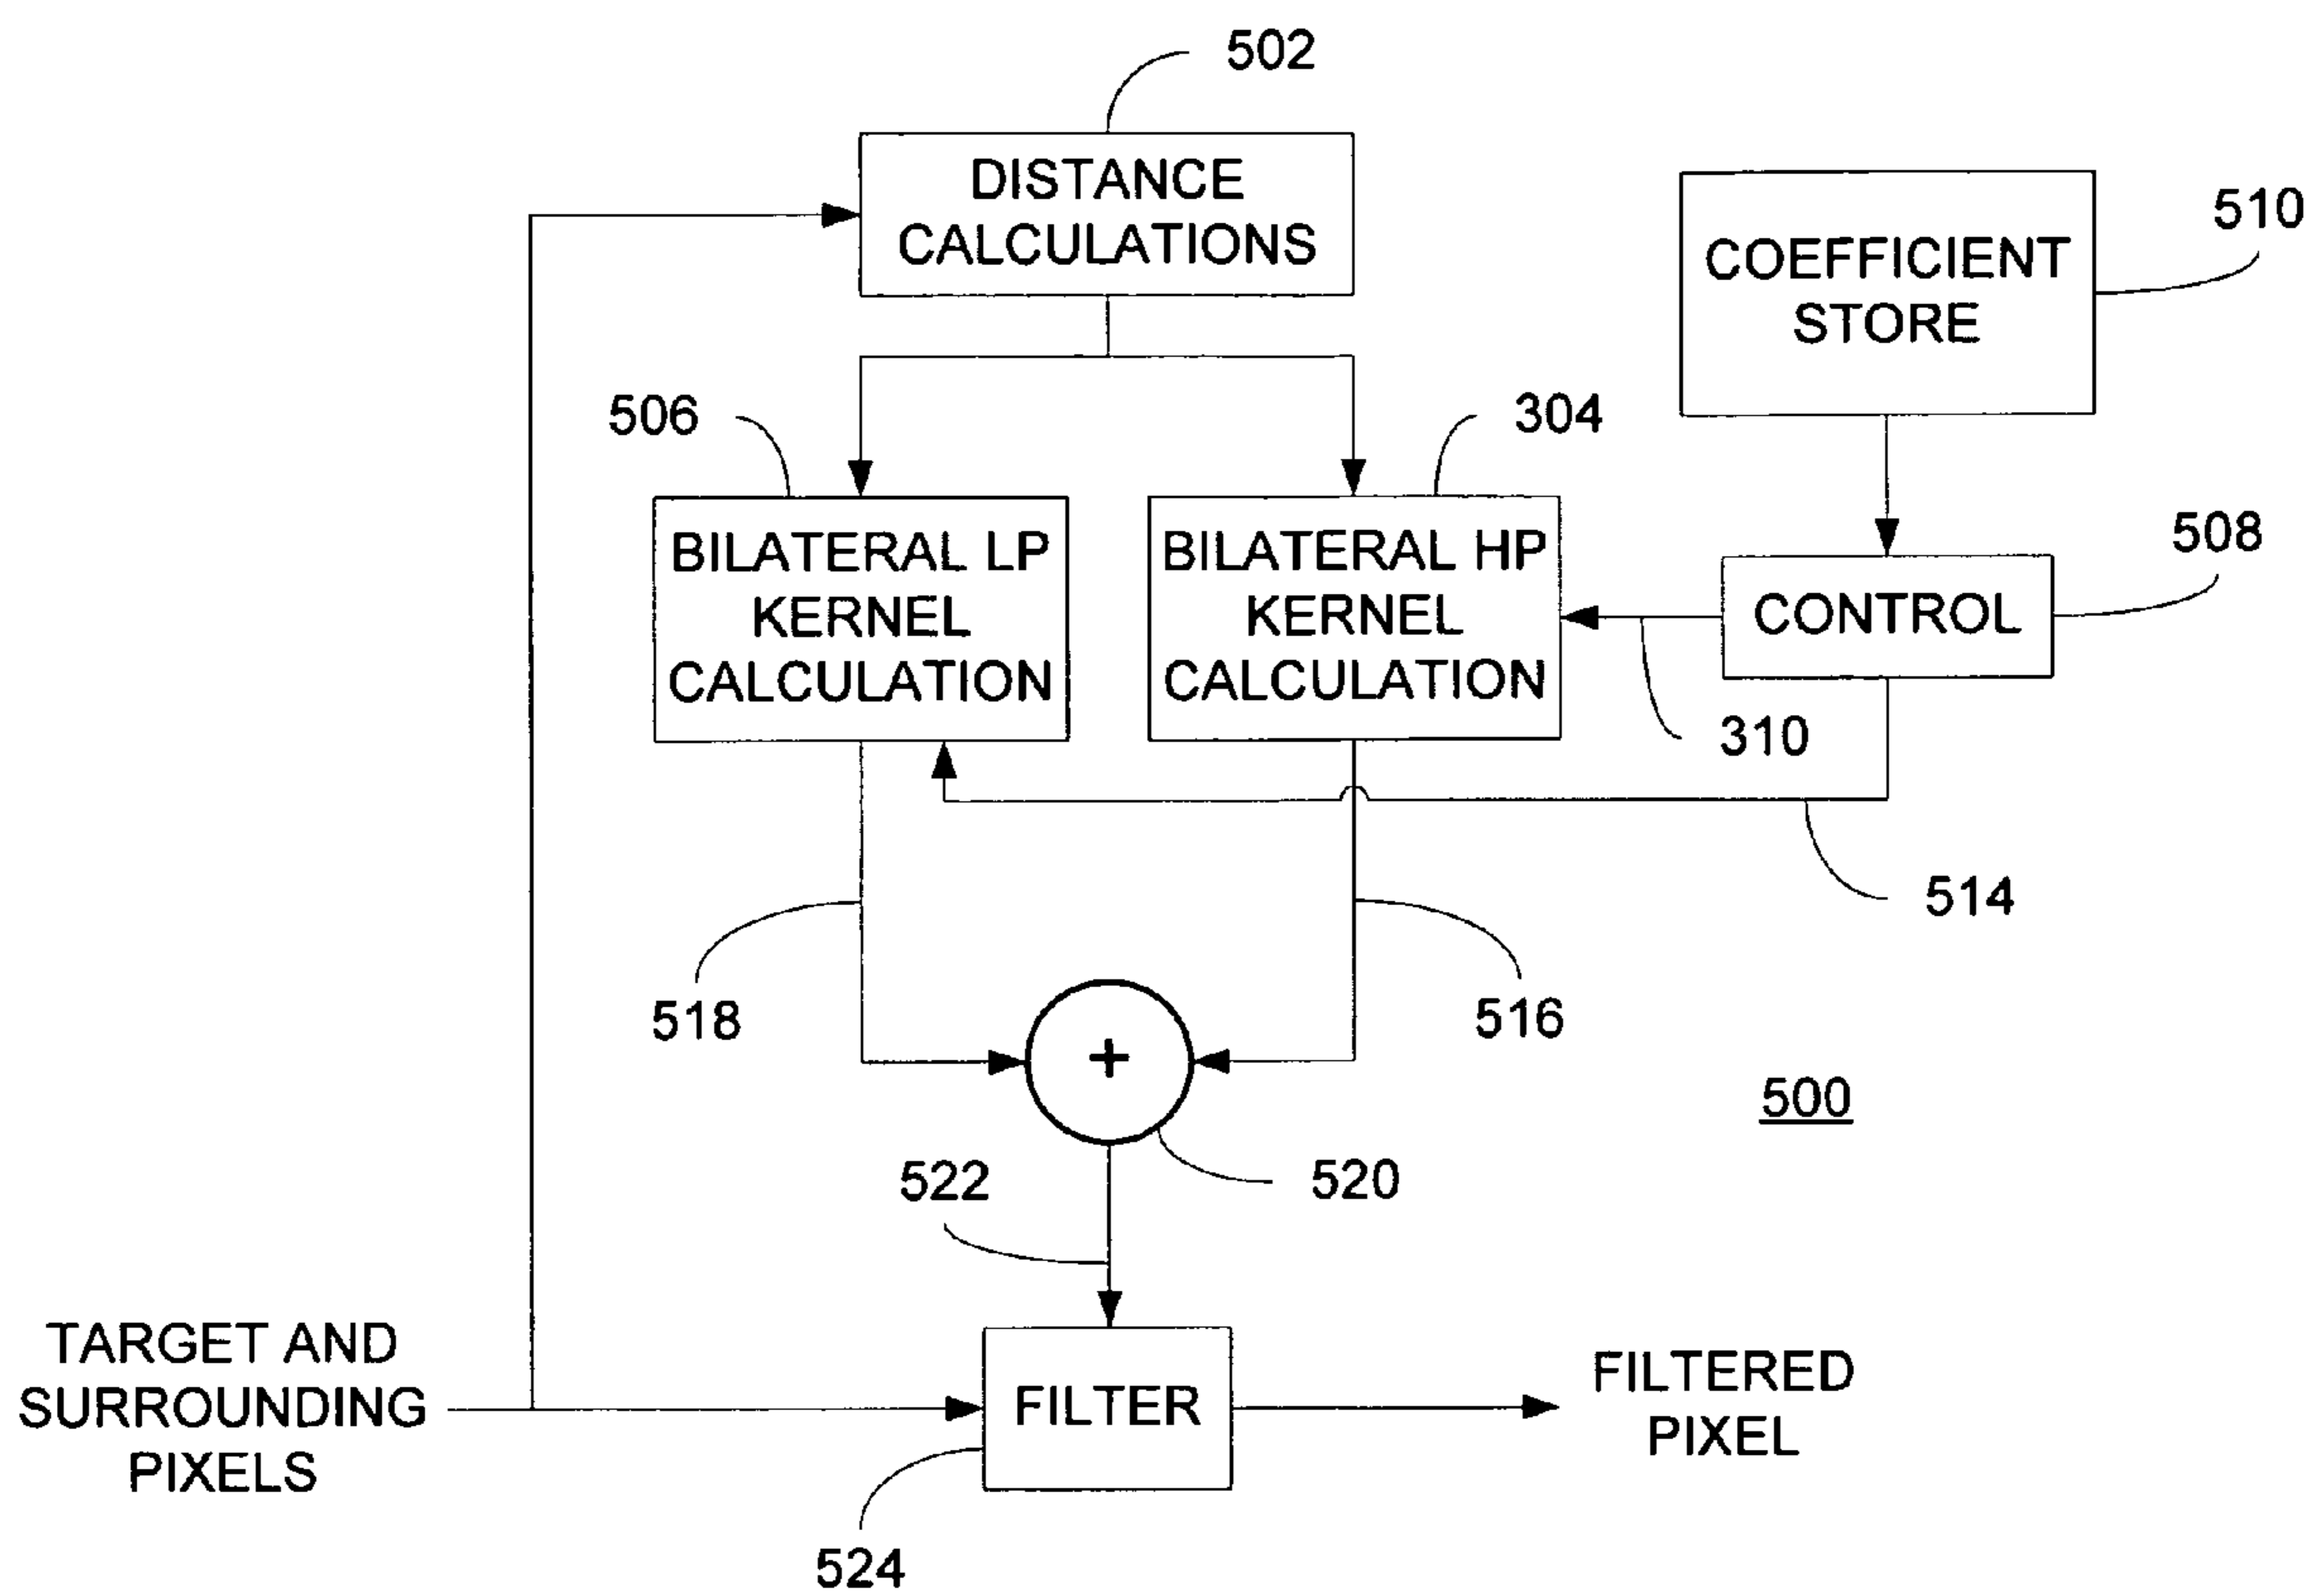 502
DISTANCE
CALCULATIONS
510
COEFFICIENT
STORE
506
304
508
BILATERAL LP
KERNEL
CALCULATION
BILATERAL HP
KERNEL
CALCULATION
CONTROL
310
514
518
516
+
500
522
520
TARGET AND
SURROUNDING
PIXELS
FILTER
FILTERED
PIXEL
524